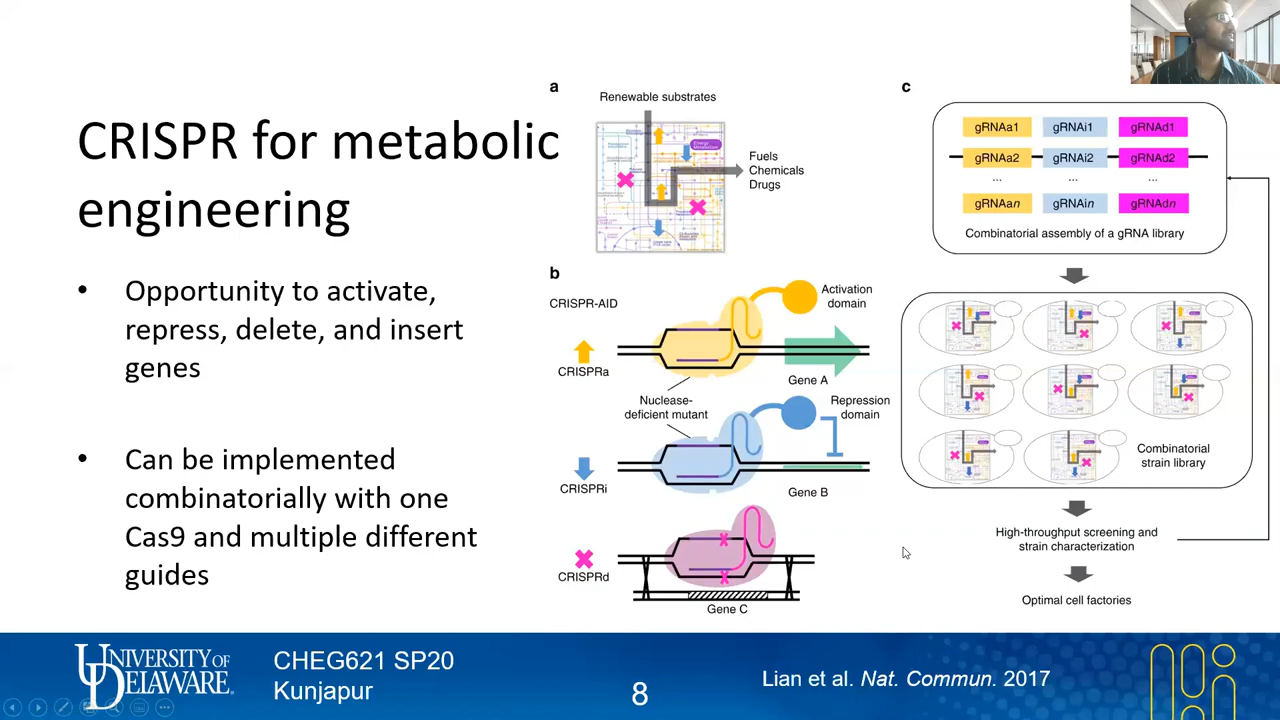 CRISPR for metabolic
engineering
• Opportunity to activate,
repress, delete, and insert
genes
• Can be implemented
combinatorially with one
Cas9 and multiple different
guides
a
Renewable substrates
Fuels
Chemicals
Drugs
b
CRISPR-AID
Activation
domain
CRISPRa
Gene A
Nuclease-
deficient mutant
Repression
domain
CRISPRi
Gene B
CRISPRd
Gene C
c
gRNAa1 gRNAi1 gRNAd1
gRNAa2 gRNAi2 gRNAd2
... ... ...
gRNAan gRNAin gRNAdn
Combinatorial assembly of a gRNA library
Combinatorial
strain library
High-throughput screening and
strain characterization
Optimal cell factories
UNIVERSITY OF
DELAWARE
CHEG621 SP20
Kunjapur
8
Lian et al. Nat. Commun. 2017